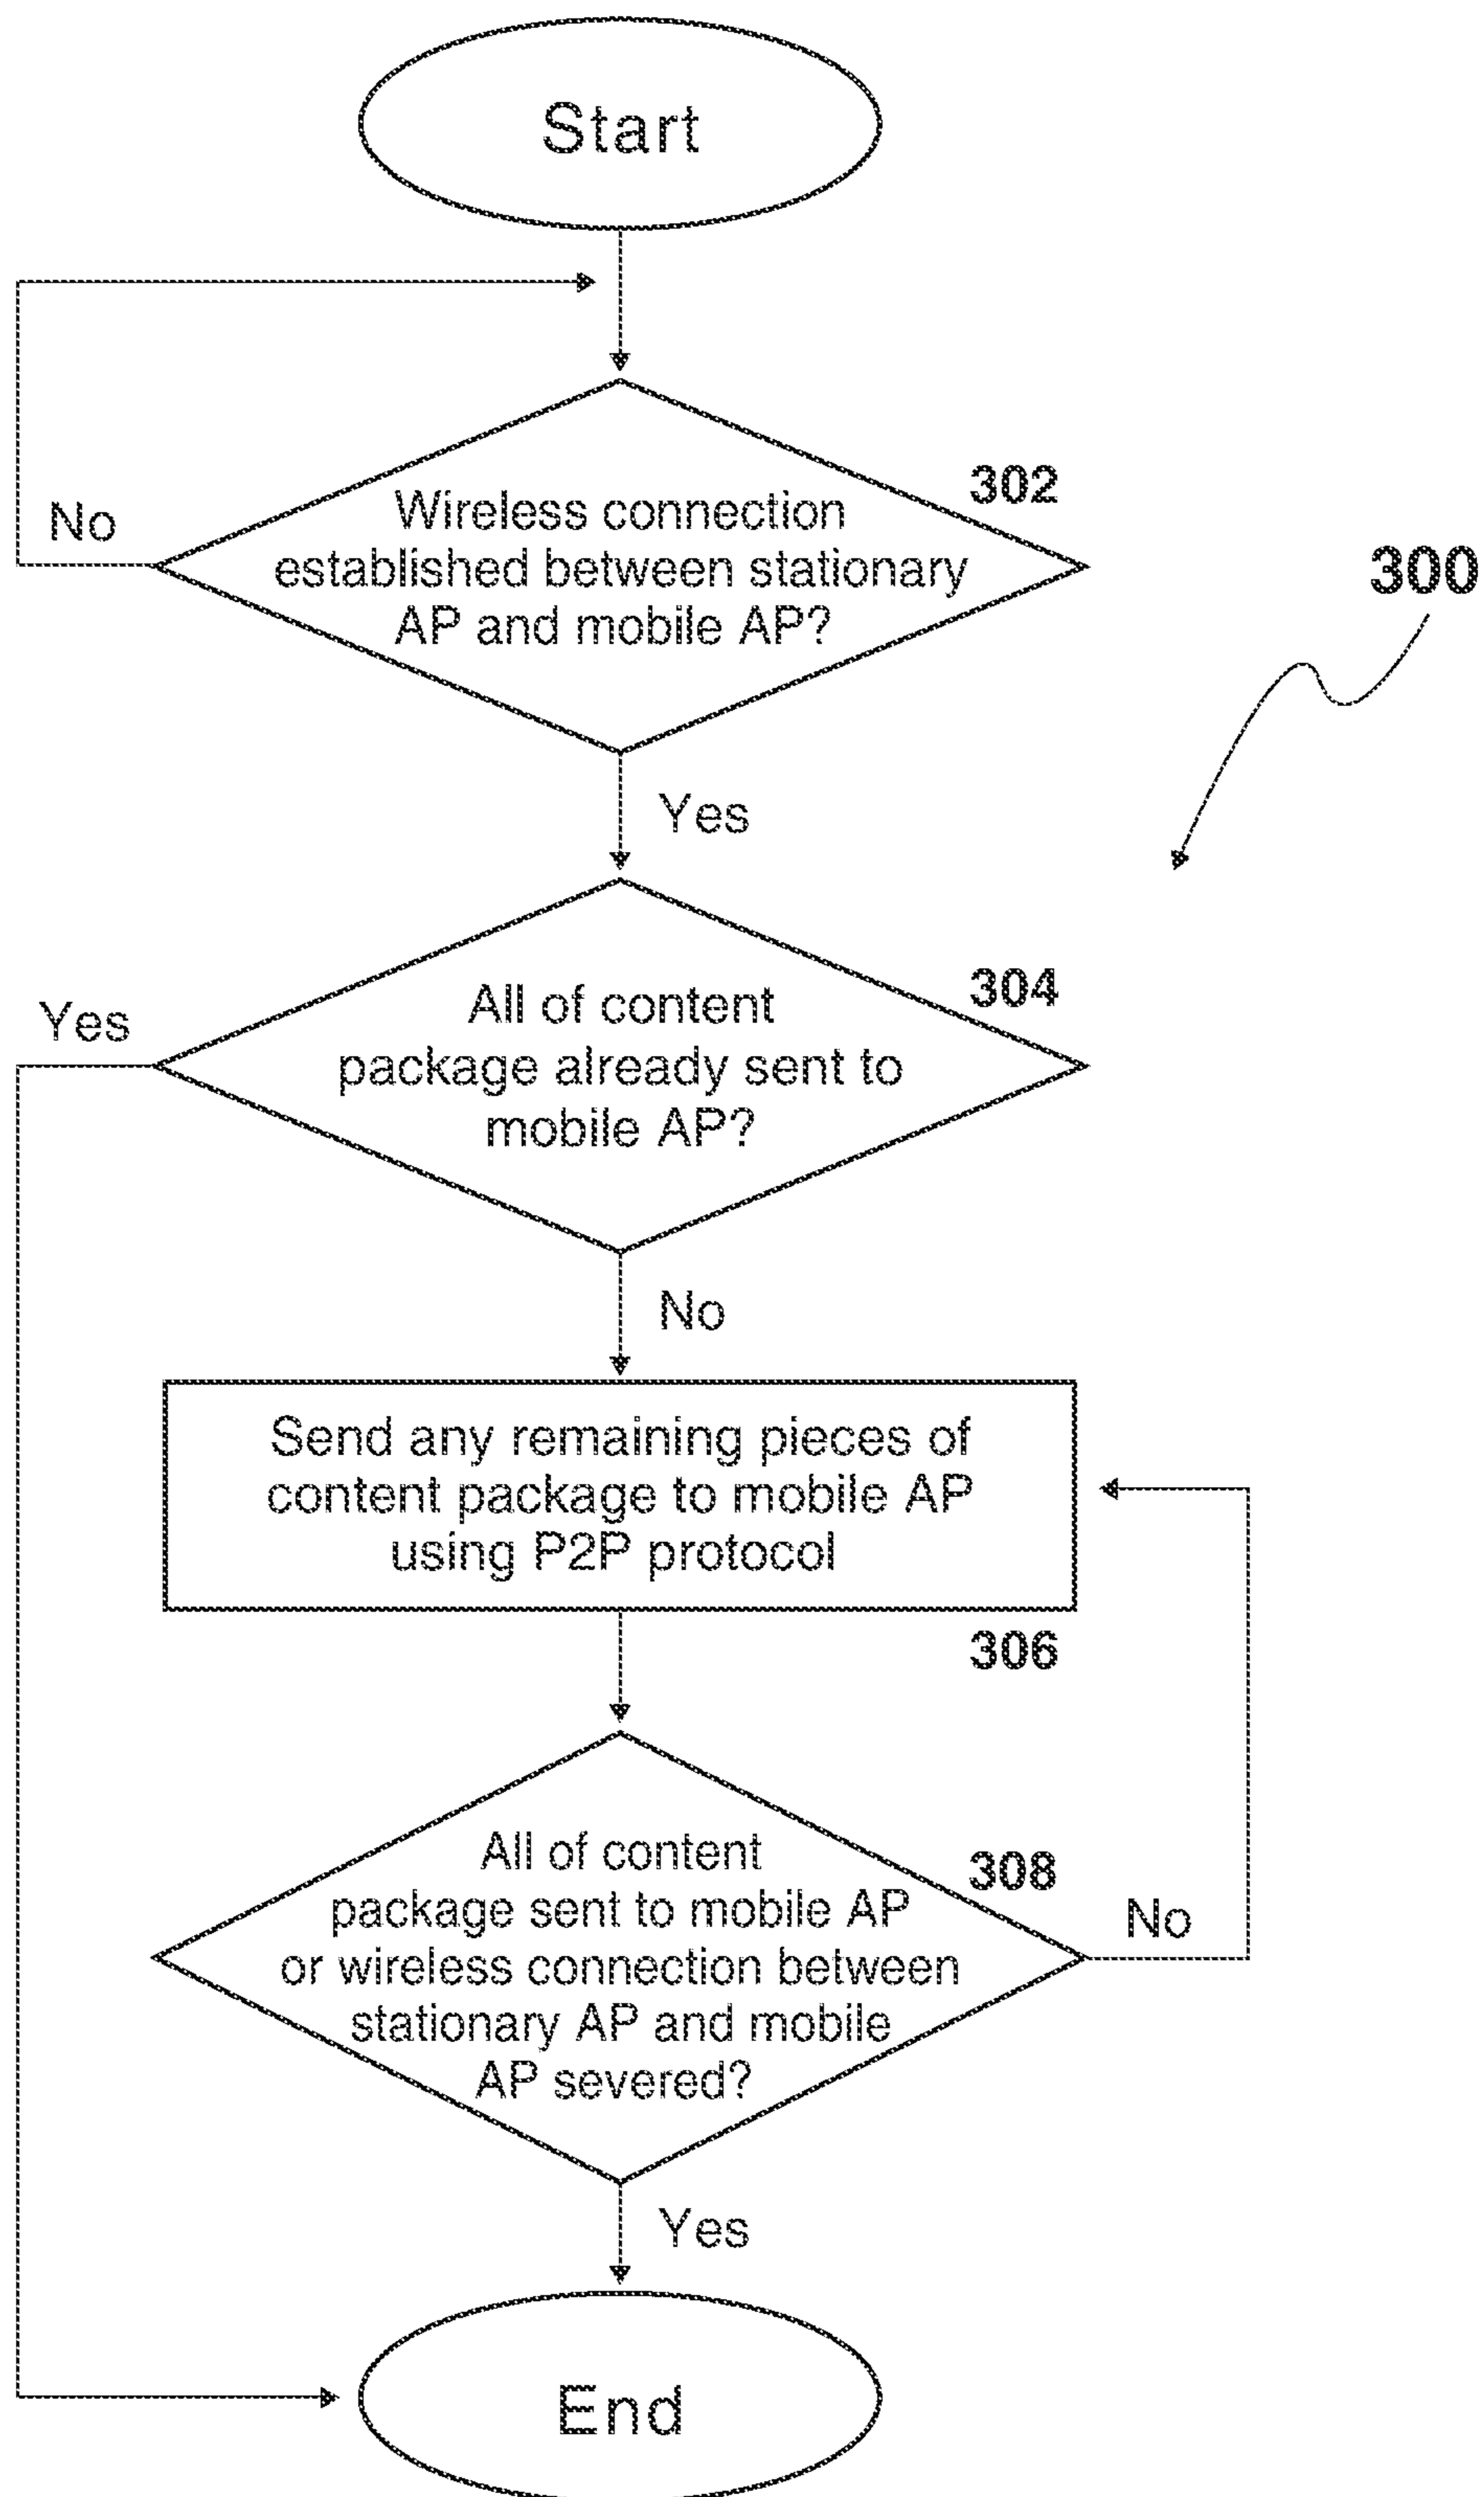 Start
302
Wireless connection
established between stationary
AP and mobile AP?
No
300
Yes
304
All of content
package already sent to
mobile AP?
Yes
No
Send any remaining pieces of
content package to mobile AP
using P2P protocol
306
All of content
308
package sent to mobile AP
or wireless connection between
stationary AP and mobile
AP severed?
No
Yes
End